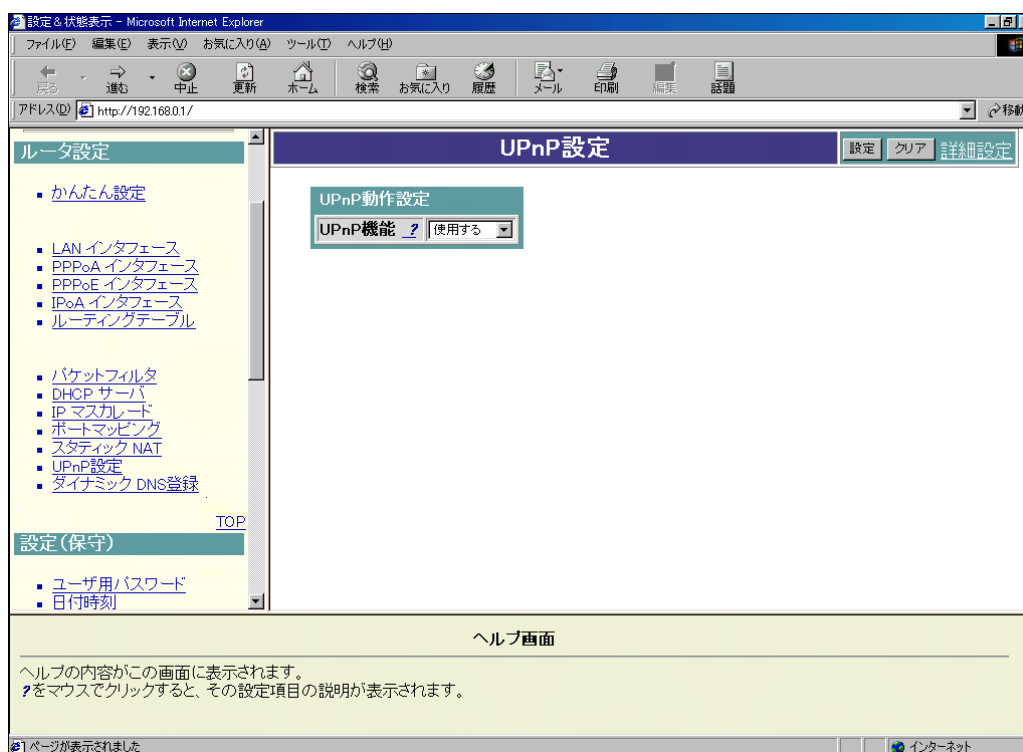 設定&状態表示 - Microsoft Internet Explorer
ファイル(F) 編集(E) 表示(V) お気に入り(A) ツール(T) ヘルプ(H)
戻る 進む 中止 更新 ホーム 検索 お気に入り 履歴 メール 印刷 編集 話題
アドレス(D) http://192.168.0.1/ 移動
ルータ設定
かんたん設定
LAN インタフェース
PPPoA インタフェース
PPPoE インタフェース
IPoA インタフェース
ルーティングテーブル
パケットフィルタ
DHCP サーバ
IP マスカレード
ポートマッピング
スタティック NAT
UPnP設定
ダイナミック DNS登録
TOP
設定(保守)
ユーザ用パスワード
日付時刻
UPnP設定
設定 クリア 詳細設定
UPnP動作設定
UPnP機能 ? 使用する
ヘルプ画面
ヘルプの内容がこの画面に表示されます。
?をマウスでクリックすると、その設定項目の説明が表示されます。
ページが表示されました インターネット